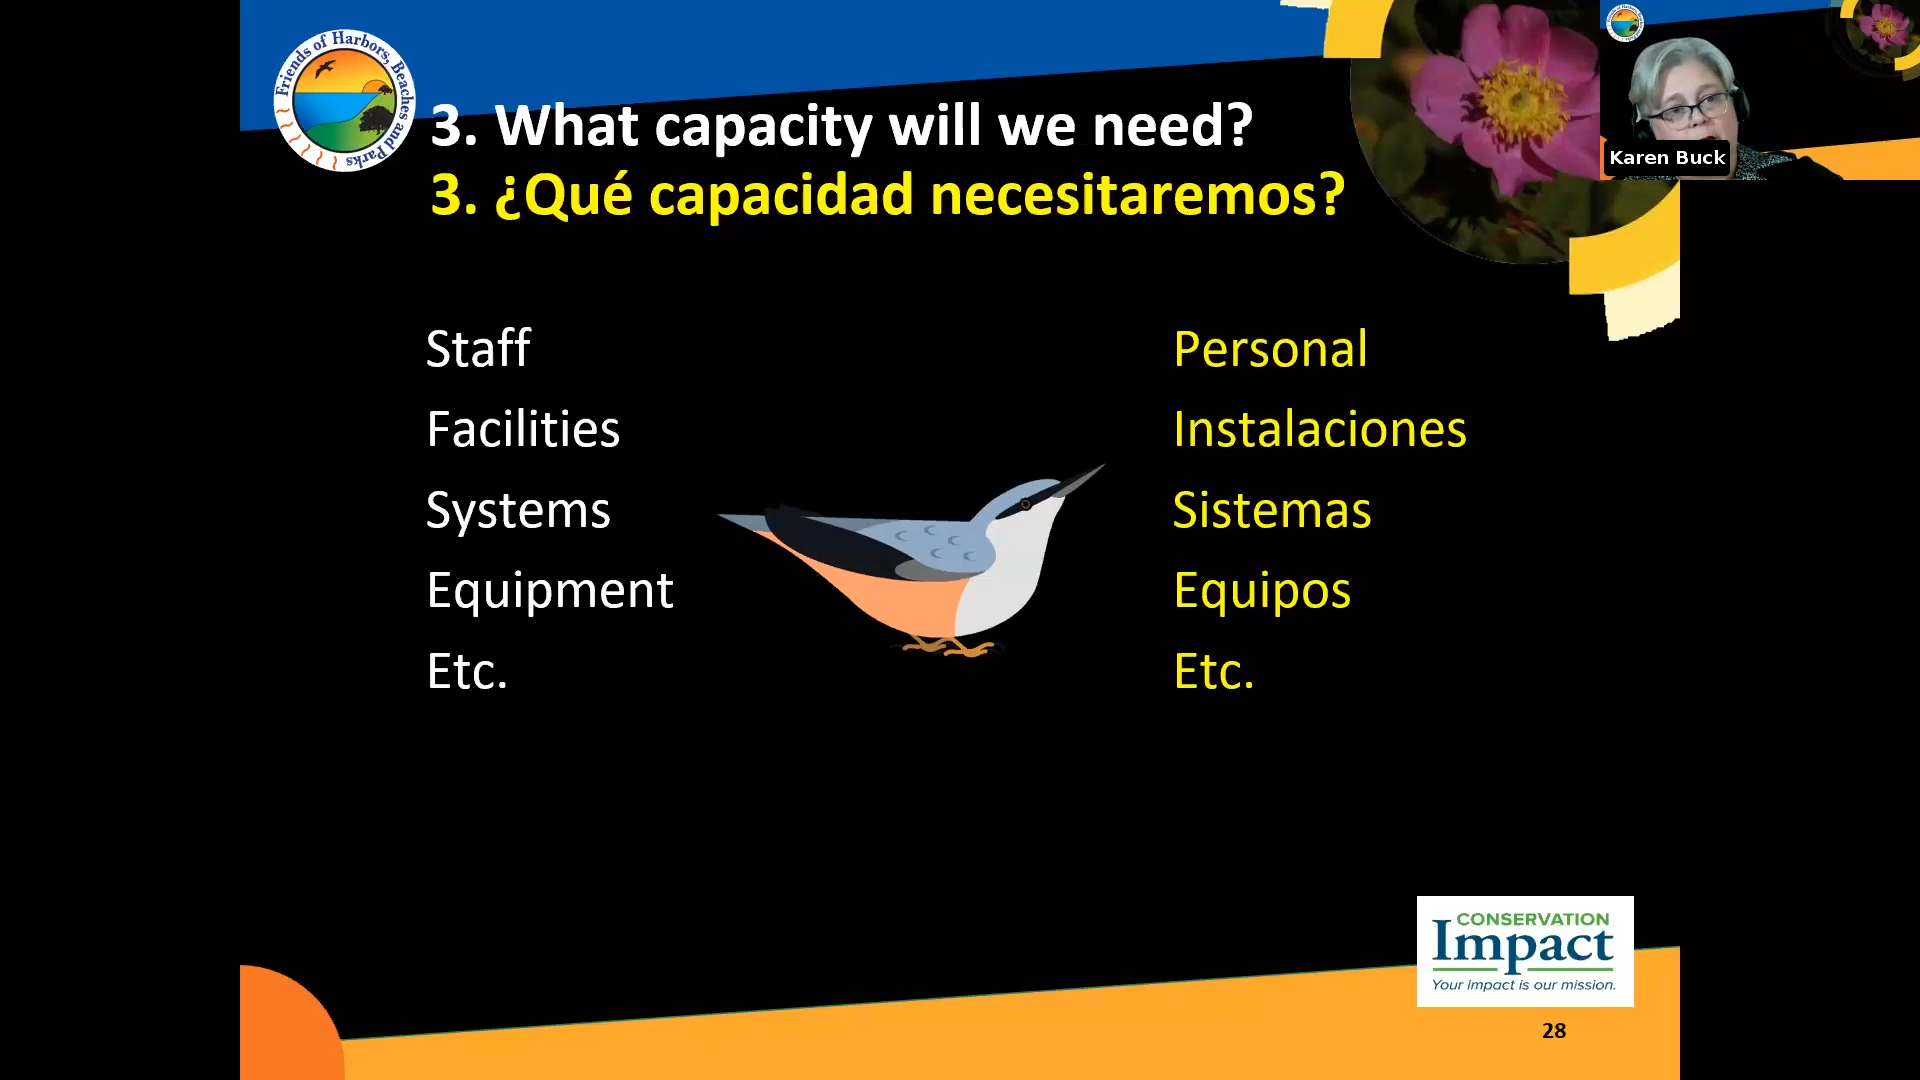 Friends of Harbors, Beaches and Parks
3. What capacity will we need?
3. ¿Qué capacidad necesitaremos?
Karen Buck
Staff
Facilities
Systems
Equipment
Etc.
Personal
Instalaciones
Sistemas
Equipos
Etc.
CONSERVATION
Impact
Your impact is our mission.
28